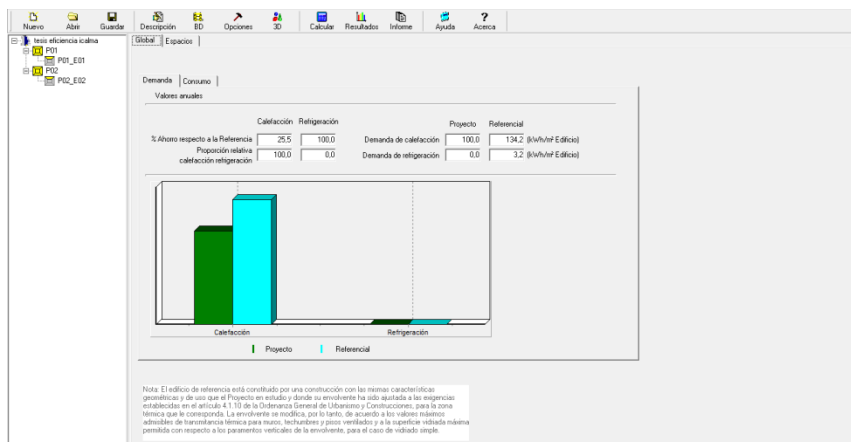 Nuevo Abrir Guardar Descripción BD Opciones 3D Calcular Resultados Informe Ayuda Acerca
tesis eficiencia icalma
P01
P01_E01
P02
P02_E02
Global Espacios
Demanda Consumo
Valores anuales
Calefacción Refrigeración Proyecto Referencial
% Ahorro respecto a la Referencia 25,5 100,0 Demanda de calefacción 100,0 134,2 (kWh/m² Edificio)
Proporción relativa
calefacción refrigeración 100,0 0,0 Demanda de refrigeración 0,0 3,2 (kWh/m² Edificio)
Calefacción Refrigeración
Proyecto Referencial
Nota: El edificio de referencia está constituido por una construcción con las mismas características
geométricas y de uso que el Proyecto en estudio y donde su envolvente ha sido ajustada a las exigencias
establecidas en el artículo 4.1.10 de la Ordenanza General de Urbanismo y Construcciones, para la zona
térmica que le corresponda. La envolvente se modifica, por lo tanto, de acuerdo a los valores máximos
admisibles de transmitancia térmica para muros, techumbres y pisos ventilados y a la superficie vidriada máxima
permitida con respecto a los paramentos verticales de la envolvente, para el caso de vidriado simple.